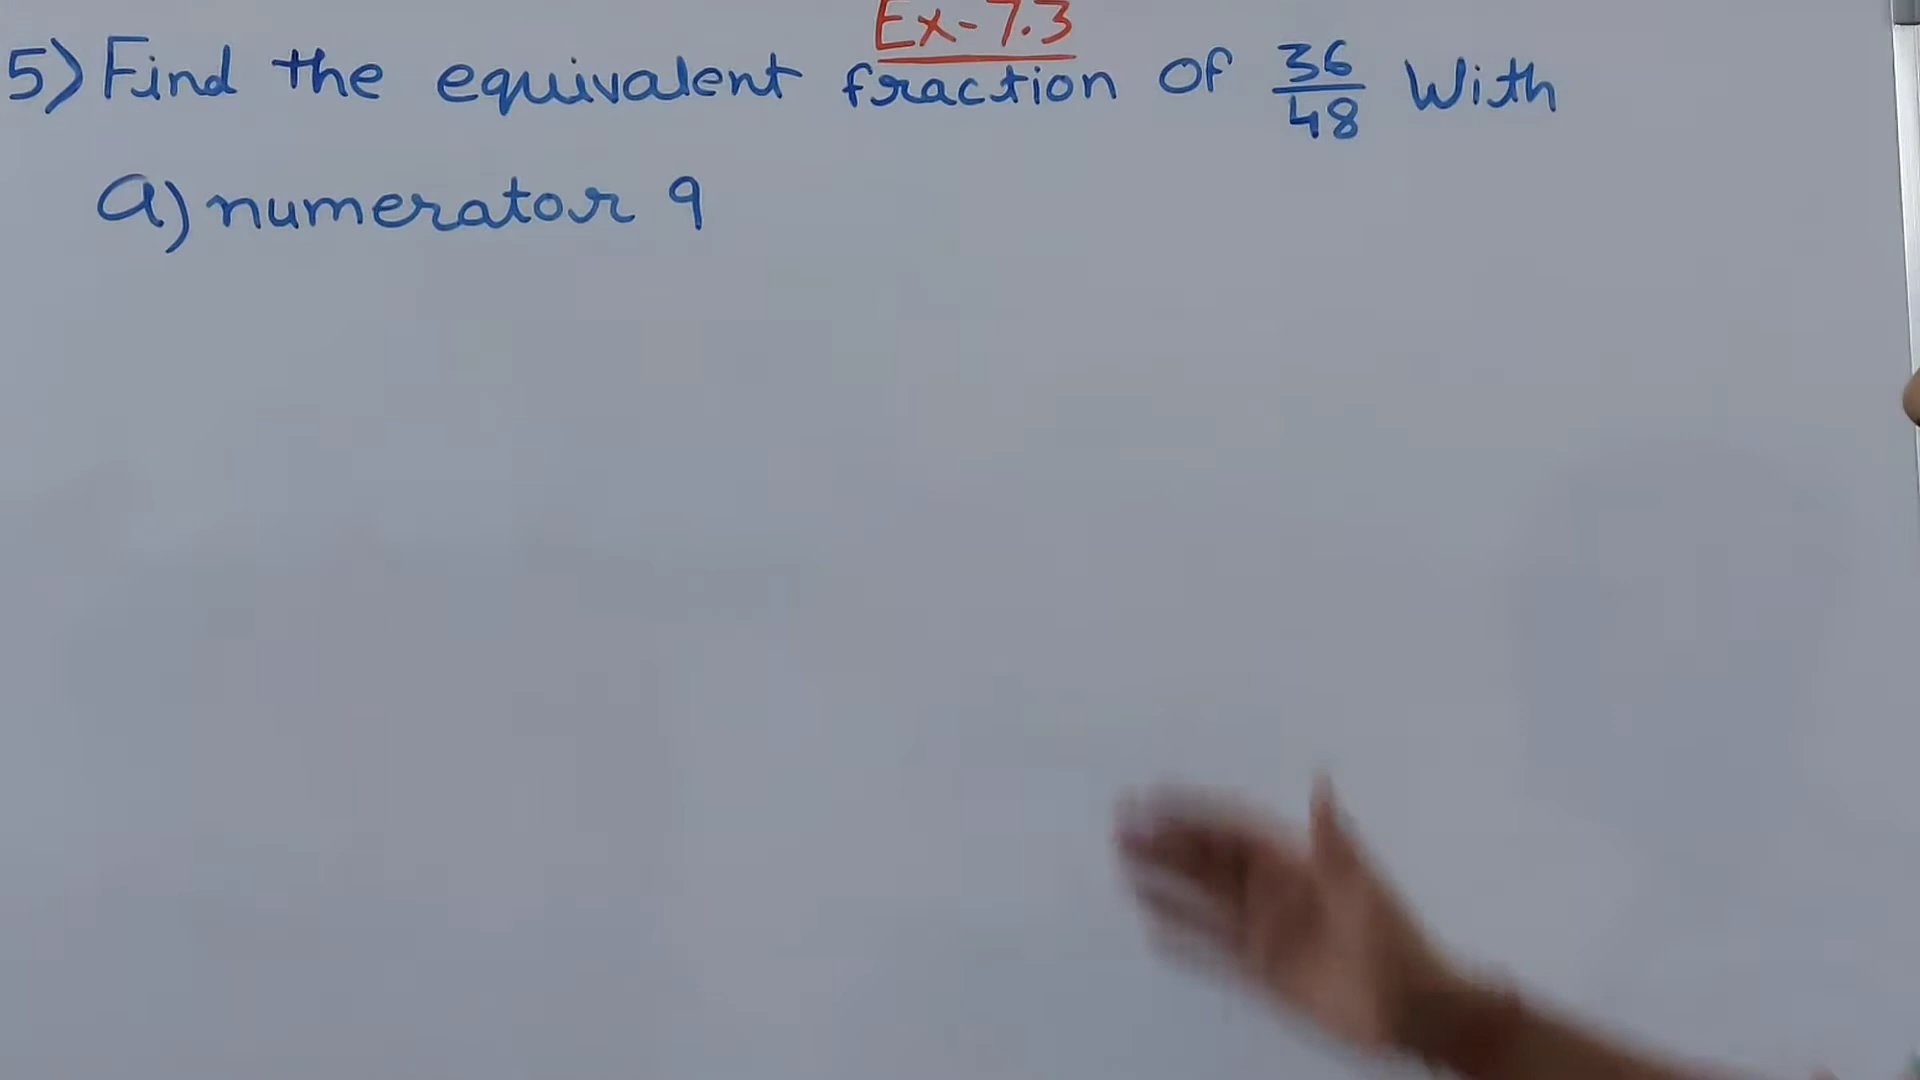 Ex-7.3
5) Find the equivalent fraction of 36/48 With
a) numerator 9